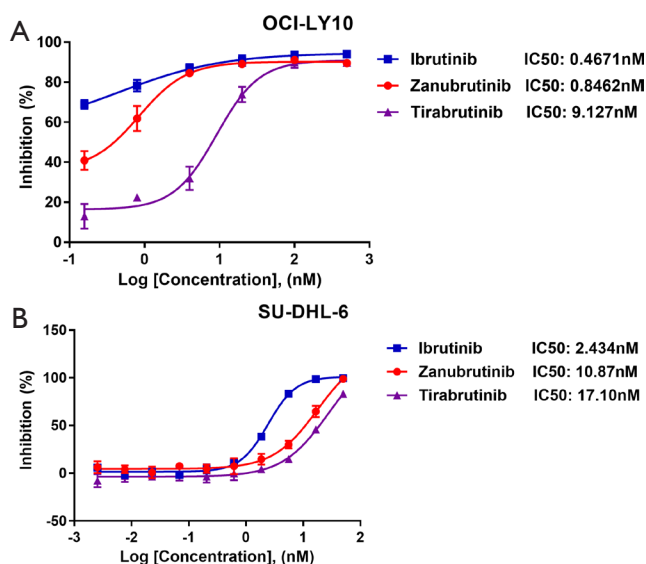 A
OCI-LY10
100
80
60
40
20
0
-1
0
1
2
3
Inhibition (%)
Log [Concentration], (nM)
Ibrutinib IC50: 0.4671nM
Zanubrutinib IC50: 0.8462nM
Tirabrutinib IC50: 9.127nM
B
SU-DHL-6
150
100
50
0
-50
-3
-2
-1
0
1
2
Inhibition (%)
Log [Concentration], (nM)
Ibrutinib IC50: 2.434nM
Zanubrutinib IC50: 10.87nM
Tirabrutinib IC50: 17.10nM